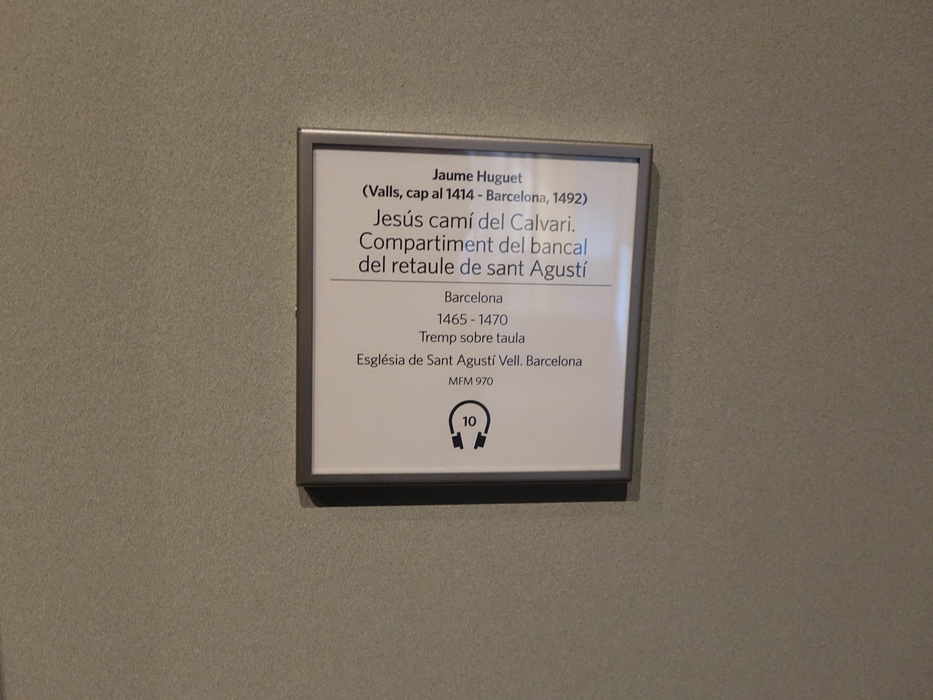 Jaume Huguet
(Valls, cap al 1414 - Barcelona, 1492)
Jesús camí del Calvari.
Compartiment del bancal
del retaule de sant Agustí
Barcelona
1465 - 1470
Tremp sobre taula
Església de Sant Agustí Vell. Barcelona
MFM 970
10